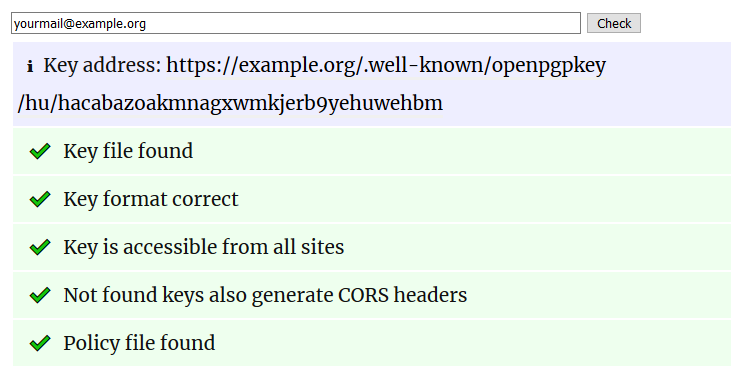 yourmail@example.org Check
i Key address: https://example.org/.well-known/openpgpkey
/hu/hacabazoakmnagxwmkjerb9yehuwehbm
Key file found
Key format correct
Key is accessible from all sites
Not found keys also generate CORS headers
Policy file found